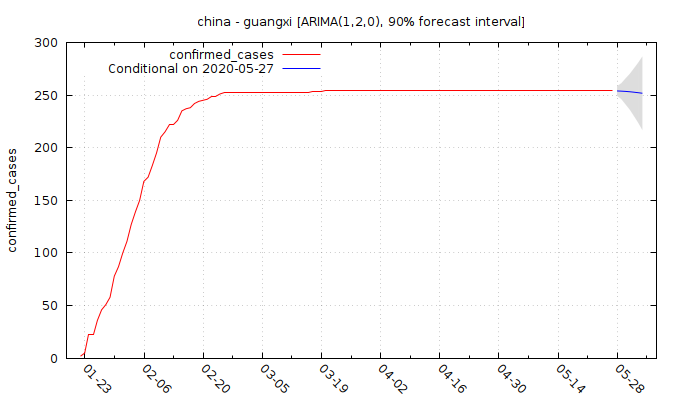 china - guangxi [ARIMA(1,2,0), 90% forecast interval]
confirmed_cases
Conditional on 2020-05-27
300
250
200
150
100
50
0
confirmed_cases
01-23 02-06 02-20 03-05 03-19 04-02 04-16 04-30 05-14 05-28